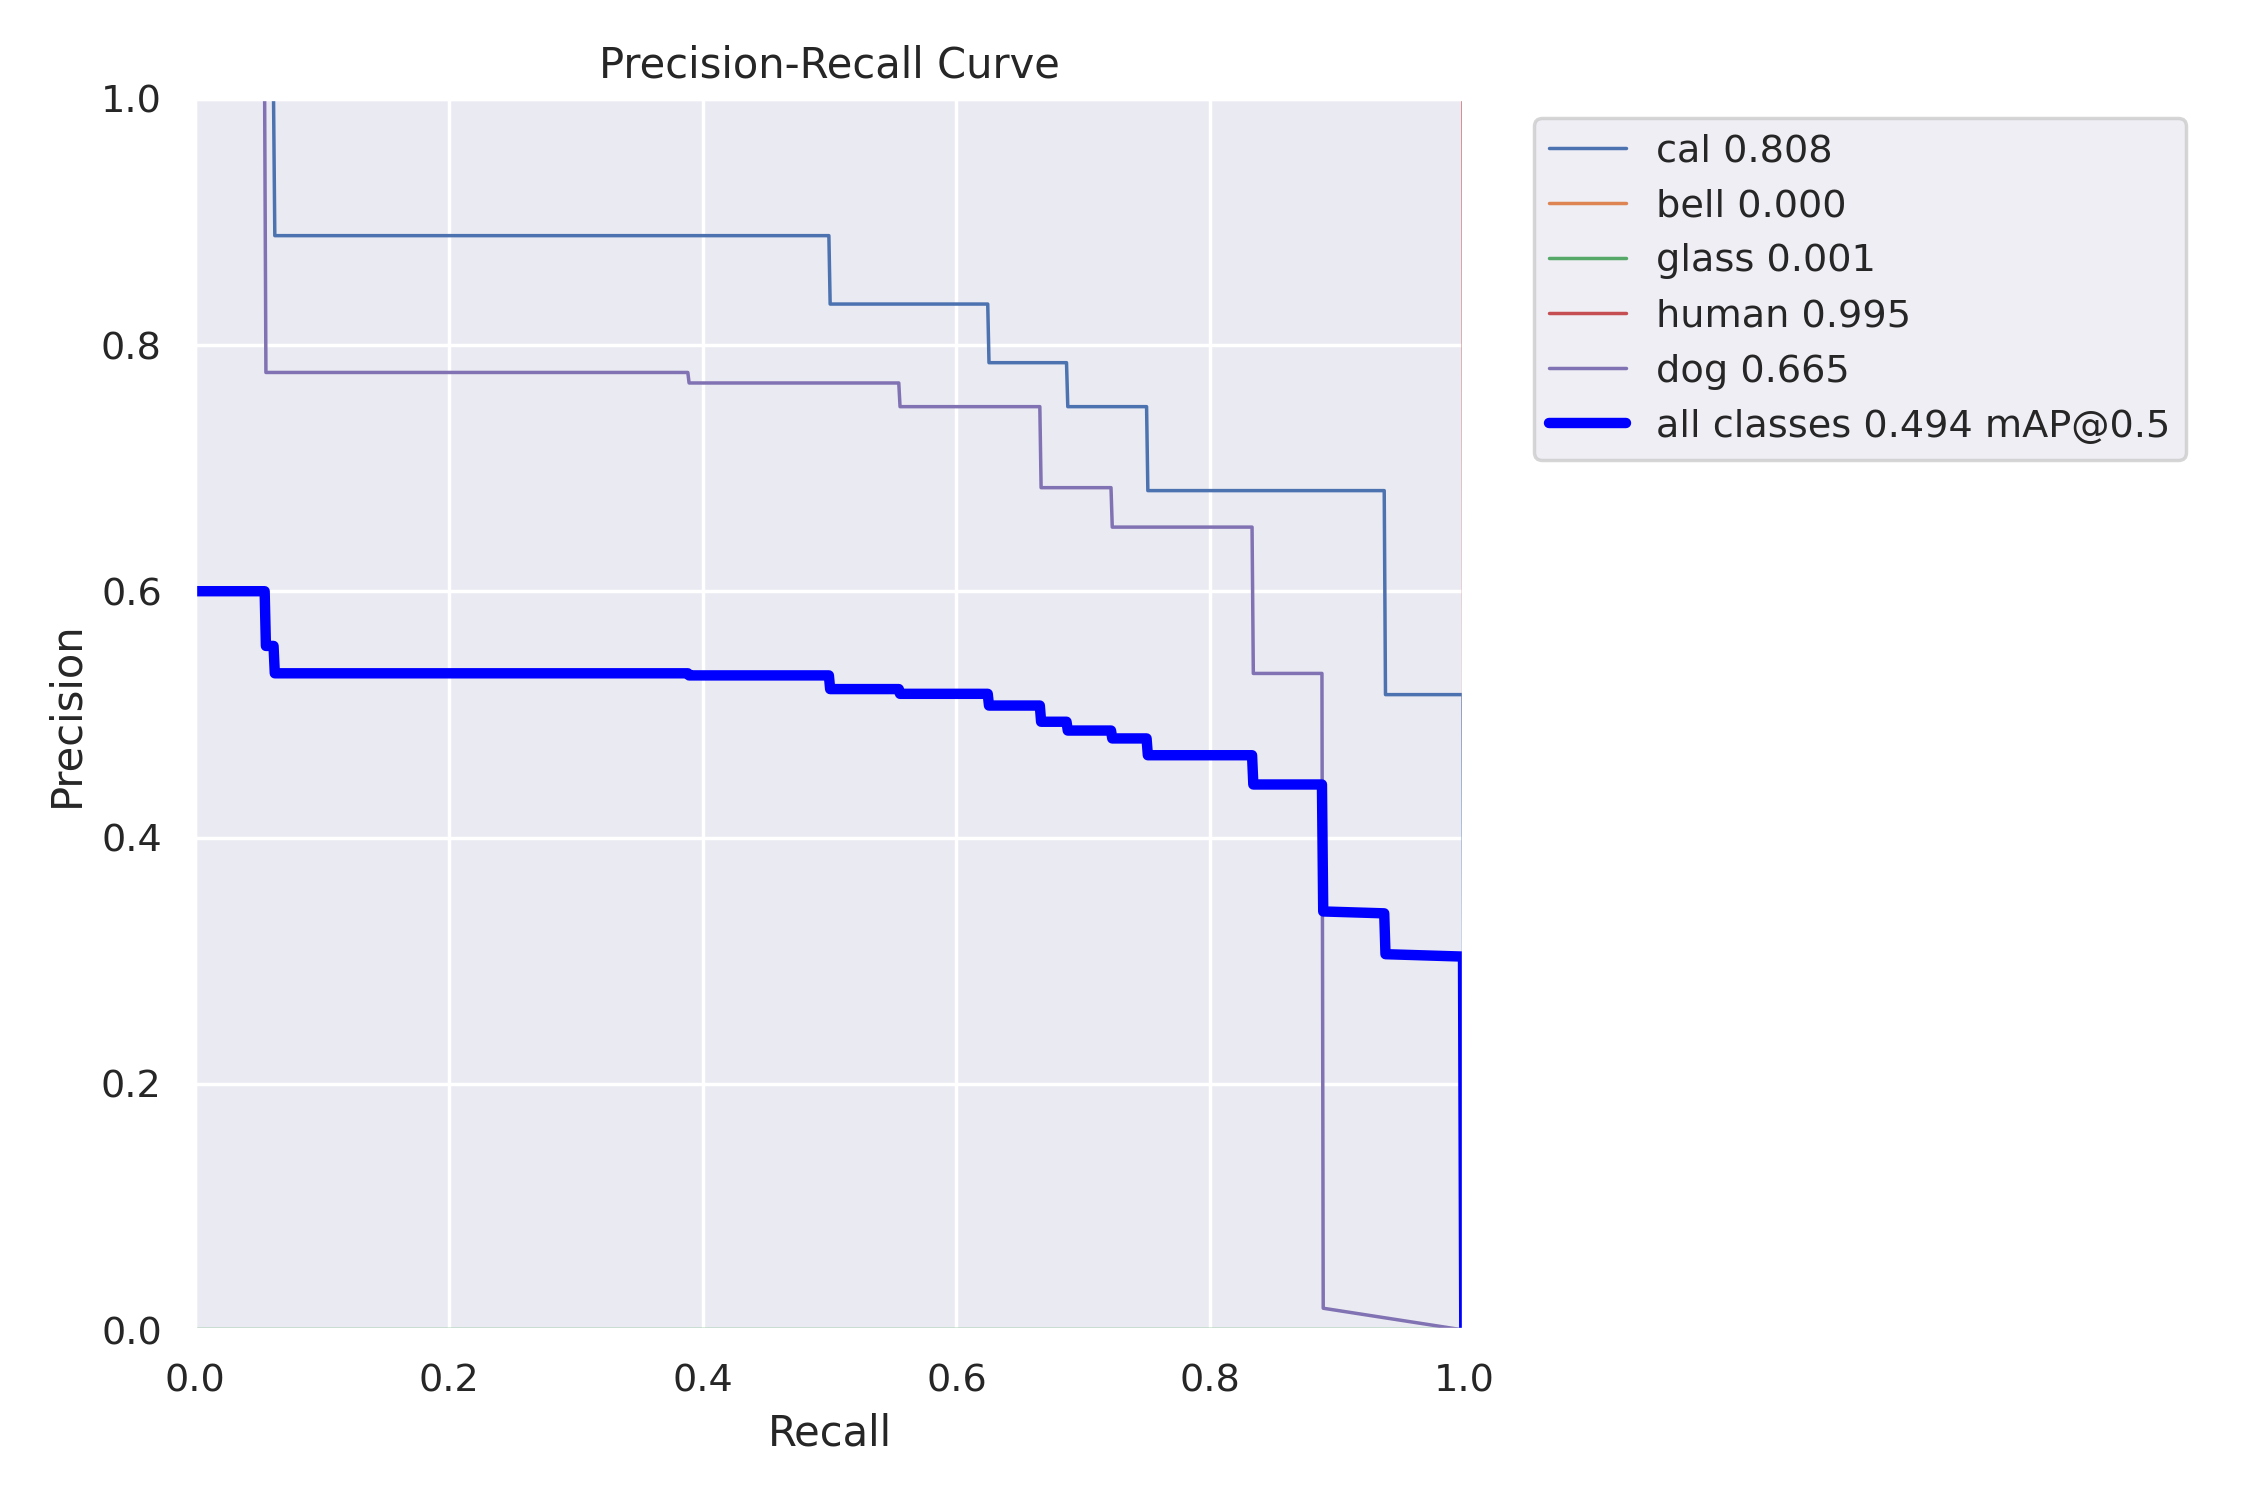 Precision-Recall Curve
1.0
0.8
0.6
0.4
0.2
0.0
Precision
0.0 0.2 0.4 0.6 0.8 1.0
Recall
cal 0.808
bell 0.000
glass 0.001
human 0.995
dog 0.665
all classes 0.494 mAP@0.5